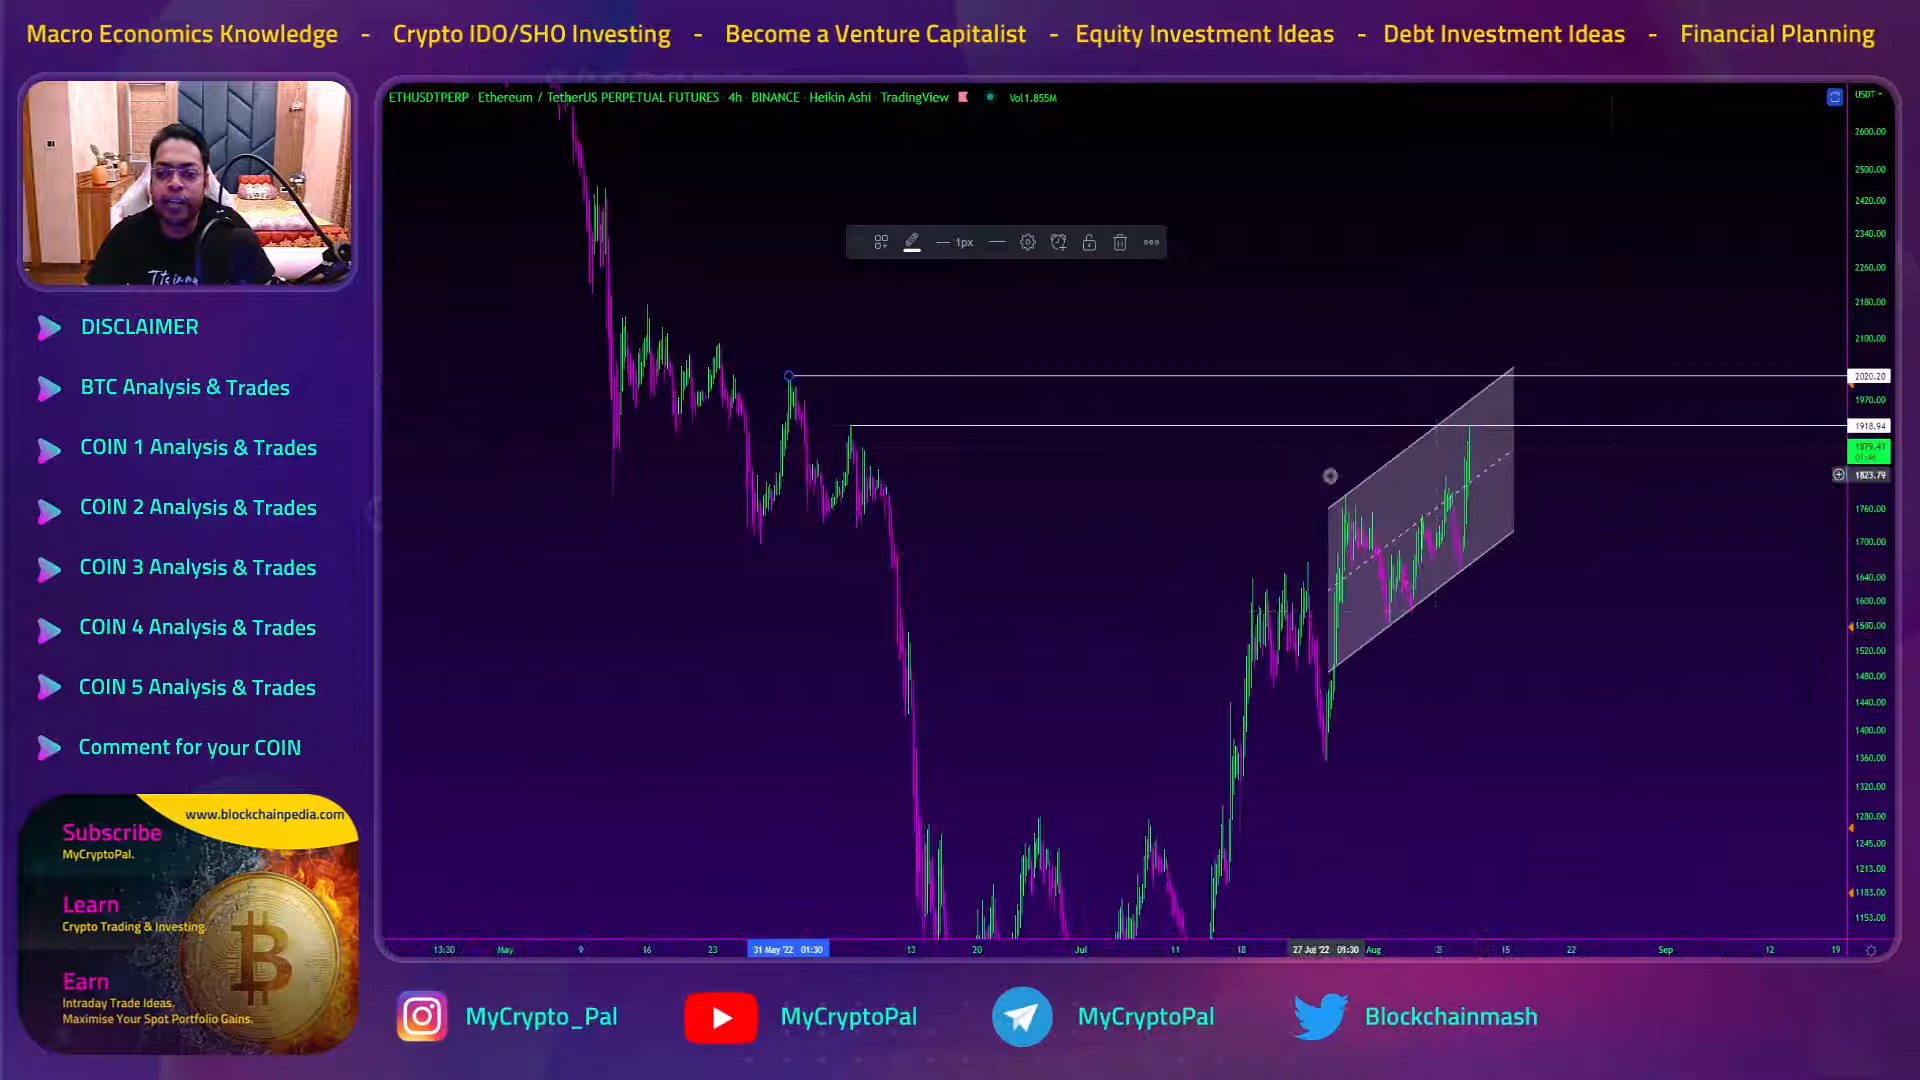 Macro Economics Knowledge - Crypto IDO/SHO Investing - Become a Venture Capitalist - Equity Investment Ideas - Debt Investment Ideas - Financial Planning
ETHUSDTPERP · Ethereum / TetherUS PERPETUAL FUTURES · 4h · BINANCE · Heikin Ashi · TradingView
Vol1.855M
USDT
2600.00
2500.00
2420.00
2340.00
2260.00
2180.00
2100.00
2020.20
1970.00
1918.94
1879.41
01:46
1823.79
1760.00
1700.00
1640.00
1600.00
1560.00
1520.00
1480.00
1440.00
1400.00
1360.00
1320.00
1280.00
1245.00
1213.00
1183.00
1153.00
1px
13:30 May 9 16 23 31 May '22 01:30 13 20 Jul 11 18 27 Jul '22 Aug 15 22 Sep 12 19
DISCLAIMER
BTC Analysis & Trades
COIN 1 Analysis & Trades
COIN 2 Analysis & Trades
COIN 3 Analysis & Trades
COIN 4 Analysis & Trades
COIN 5 Analysis & Trades
Comment for your COIN
www.blockchainpedia.com
Subscribe
MyCryptoPal.
Learn
Crypto Trading & Investing.
Earn
Intraday Trade Ideas.
Maximise Your Spot Portfolio Gains.
MyCrypto_Pal
MyCryptoPal
MyCryptoPal
Blockchainmash